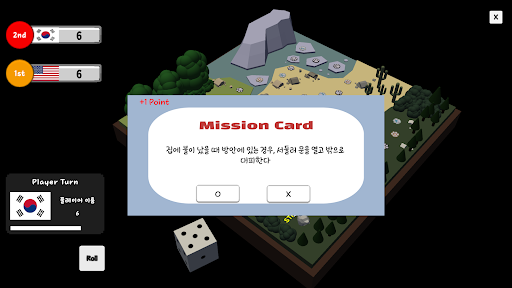 2nd 6
X
1st 6
+1 Point
Mission Card
집에 불이 났을 때 방안에 있는 경우, 서둘러 문을 열고 밖으로
대피한다
O X
Player Turn
플레이어 이름
6
Roll